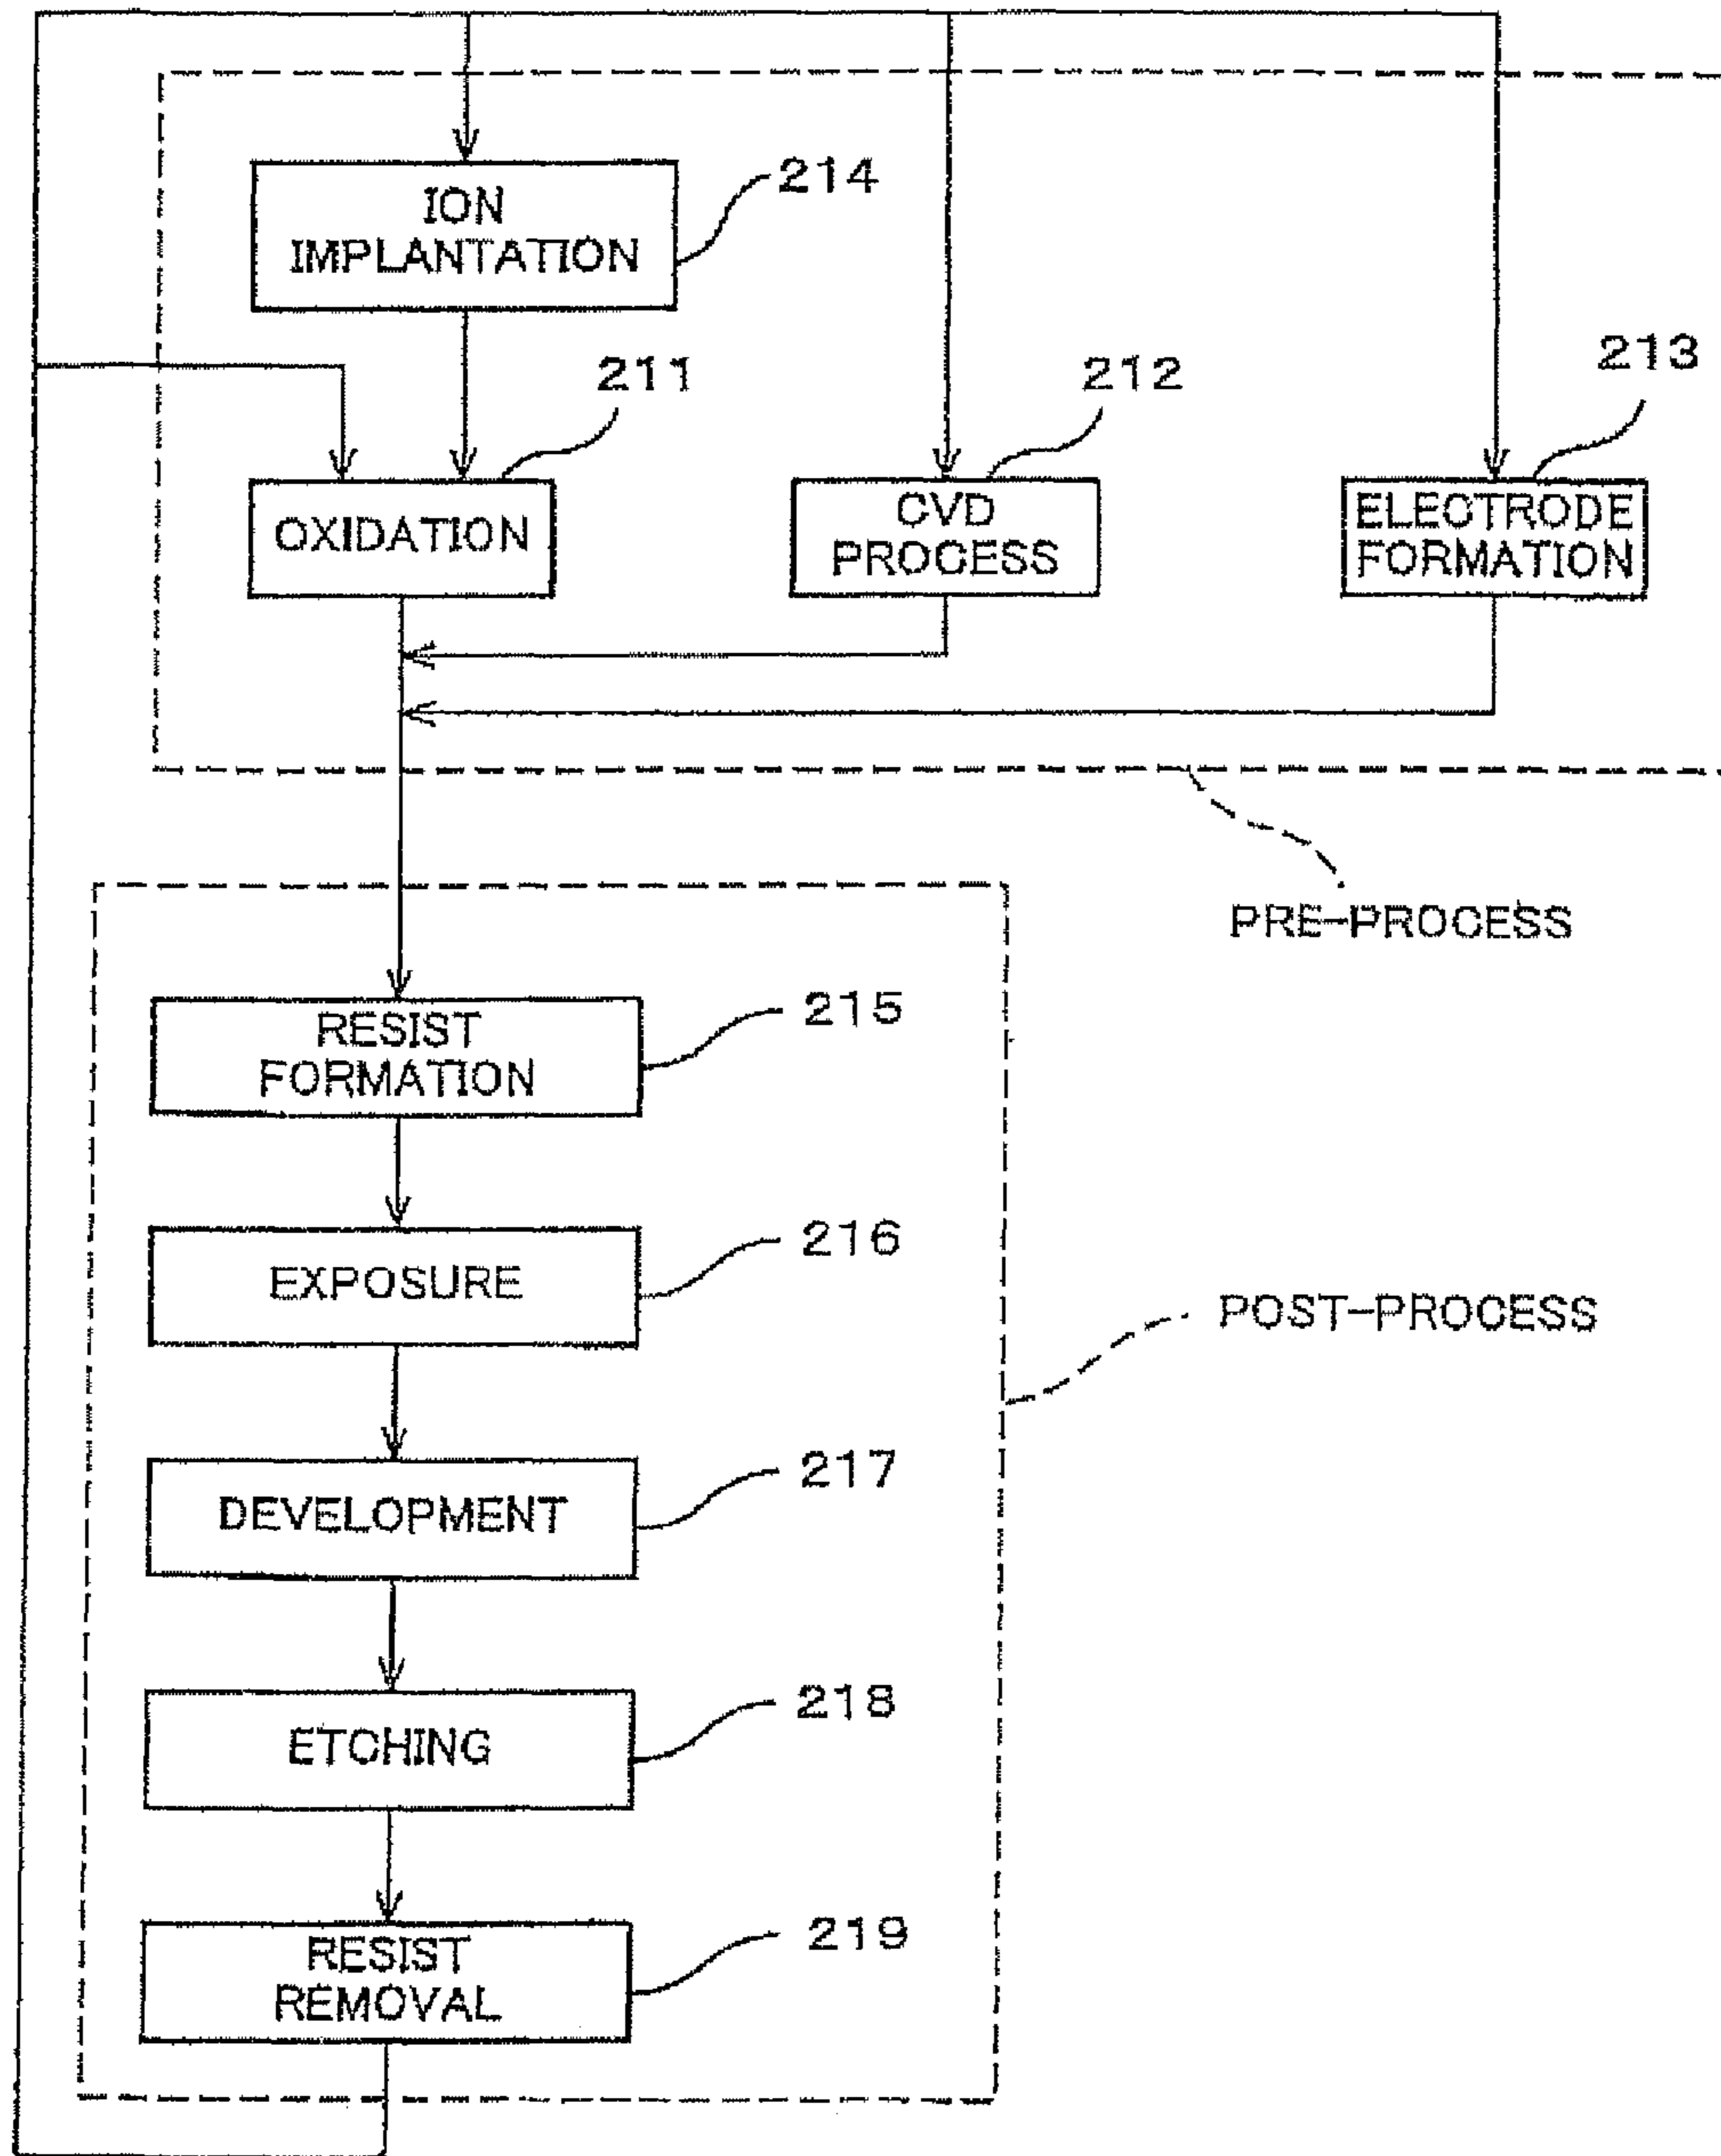 214
ION
IMPLANTATION
211
212
213
OXIDATION
CVD
PROCESS
ELECTRODE
FORMATION
PRE-PROCESS
215
RESIST
FORMATION
216
EXPOSURE
POST-PROCESS
217
DEVELOPMENT
218
ETCHING
219
RESIST
REMOVAL